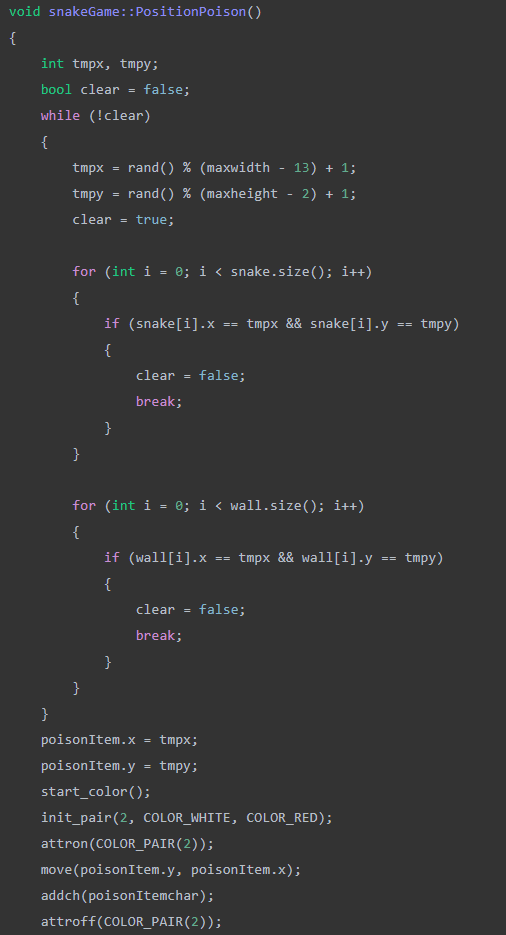 void snakeGame::PositionPoison()
{
    int tmpx, tmpy;
    bool clear = false;
    while (!clear)
    {
        tmpx = rand() % (maxwidth - 13) + 1;
        tmpy = rand() % (maxheight - 2) + 1;
        clear = true;

        for (int i = 0; i < snake.size(); i++)
        {
            if (snake[i].x == tmpx && snake[i].y == tmpy)
            {
                clear = false;
                break;
            }
        }

        for (int i = 0; i < wall.size(); i++)
        {
            if (wall[i].x == tmpx && wall[i].y == tmpy)
            {
                clear = false;
                break;
            }
        }
    }
    poisonItem.x = tmpx;
    poisonItem.y = tmpy;
    start_color();
    init_pair(2, COLOR_WHITE, COLOR_RED);
    attron(COLOR_PAIR(2));
    move(poisonItem.y, poisonItem.x);
    addch(poisonItemchar);
    attroff(COLOR_PAIR(2));